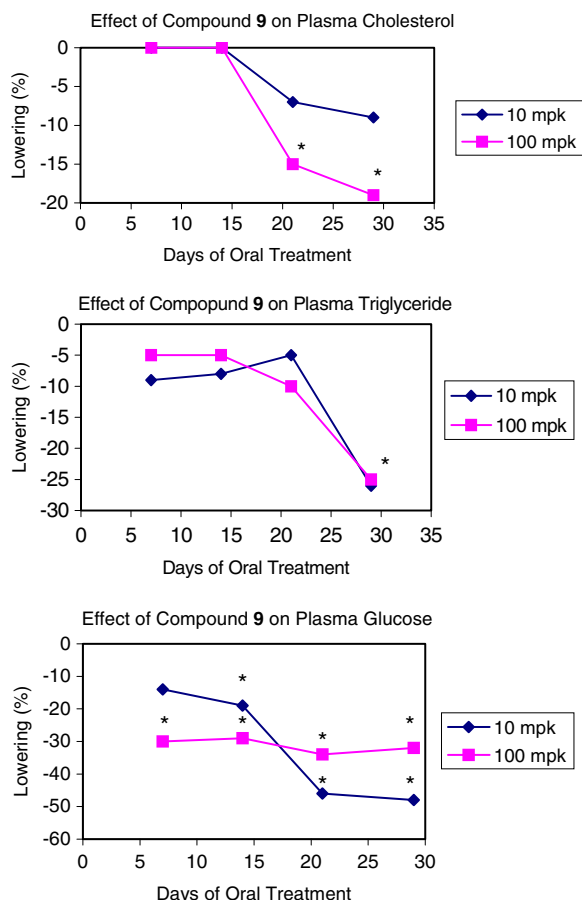 Effect of Compound 9 on Plasma Cholesterol
Lowering (%)
0
-5
-10
-15
-20
* *
0 5 10 15 20 25 30 35
Days of Oral Treatment
10 mpk
100 mpk
Effect of Compopund 9 on Plasma Triglyceride
Lowering (%)
0
-5
-10
-15
-20
-25
-30
*
0 5 10 15 20 25 30 35
Days of Oral Treatment
10 mpk
100 mpk
Effect of Compound 9 on Plasma Glucose
Lowering (%)
0
-10
-20
-30
-40
-50
-60
*
* * * *
* *
0 5 10 15 20 25 30
Days of Oral Treatment
10 mpk
100 mpk